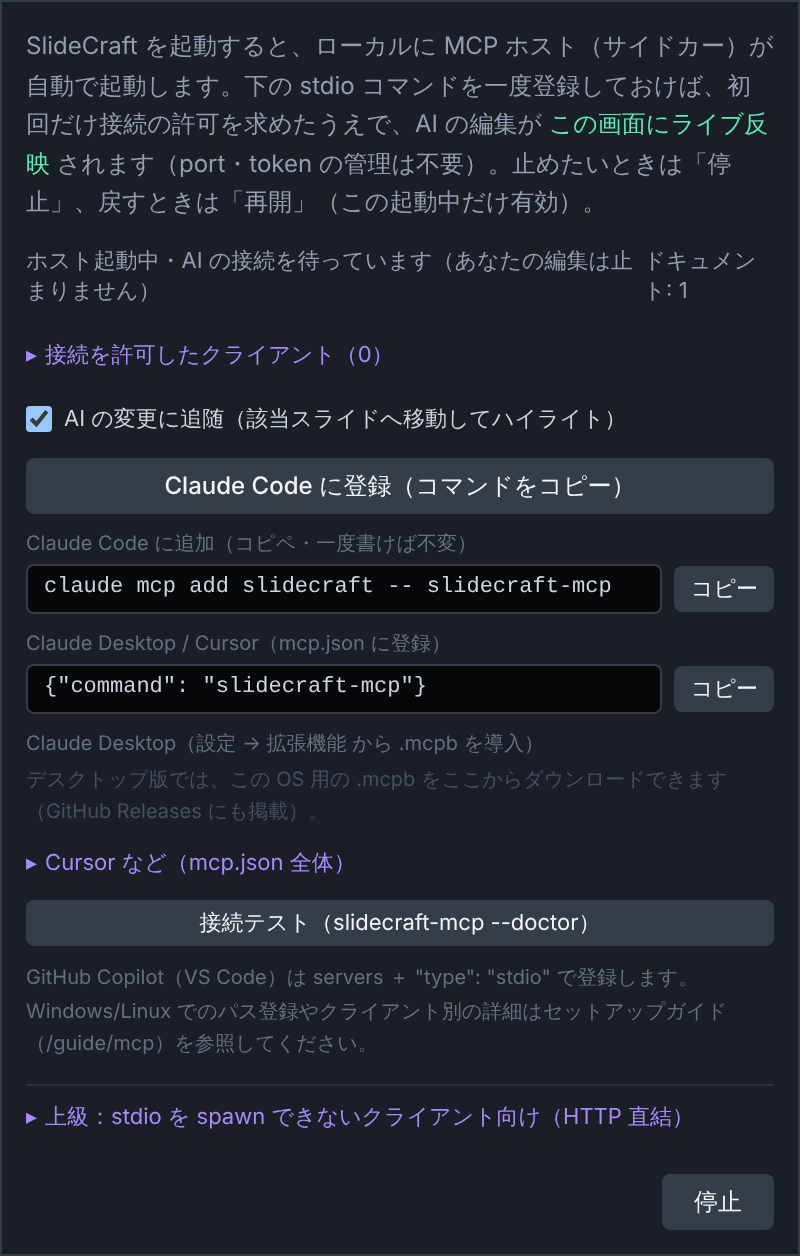 SlideCraft を起動すると、ローカルに MCP ホスト（サイドカー）が
自動で起動します。下の stdio コマンドを一度登録しておけば、初
回だけ接続の許可を求めたうえで、AI の編集が この画面にライブ反
映 されます（port・token の管理は不要）。止めたいときは「停
止」、戻すときは「再開」（この起動中だけ有効）。
ホスト起動中・AI の接続を待っています（あなたの編集は止
まりません）
ドキュメン
ト: 1
▸ 接続を許可したクライアント（0）
AI の変更に追随（該当スライドへ移動してハイライト）
Claude Code に登録（コマンドをコピー）
Claude Code に追加（コピペ・一度書けば不変）
claude mcp add slidecraft -- slidecraft-mcp
コピー
Claude Desktop / Cursor（mcp.json に登録）
{"command": "slidecraft-mcp"}
コピー
Claude Desktop（設定 → 拡張機能 から .mcpb を導入）
デスクトップ版では、この OS 用の .mcpb をここからダウンロードできます
（GitHub Releases にも掲載）。
▸ Cursor など（mcp.json 全体）
接続テスト（slidecraft-mcp --doctor）
GitHub Copilot（VS Code）は servers ＋ "type": "stdio" で登録します。
Windows/Linux でのパス登録やクライアント別の詳細はセットアップガイド
（/guide/mcp）を参照してください。
▸ 上級：stdio を spawn できないクライアント向け（HTTP 直結）
停止